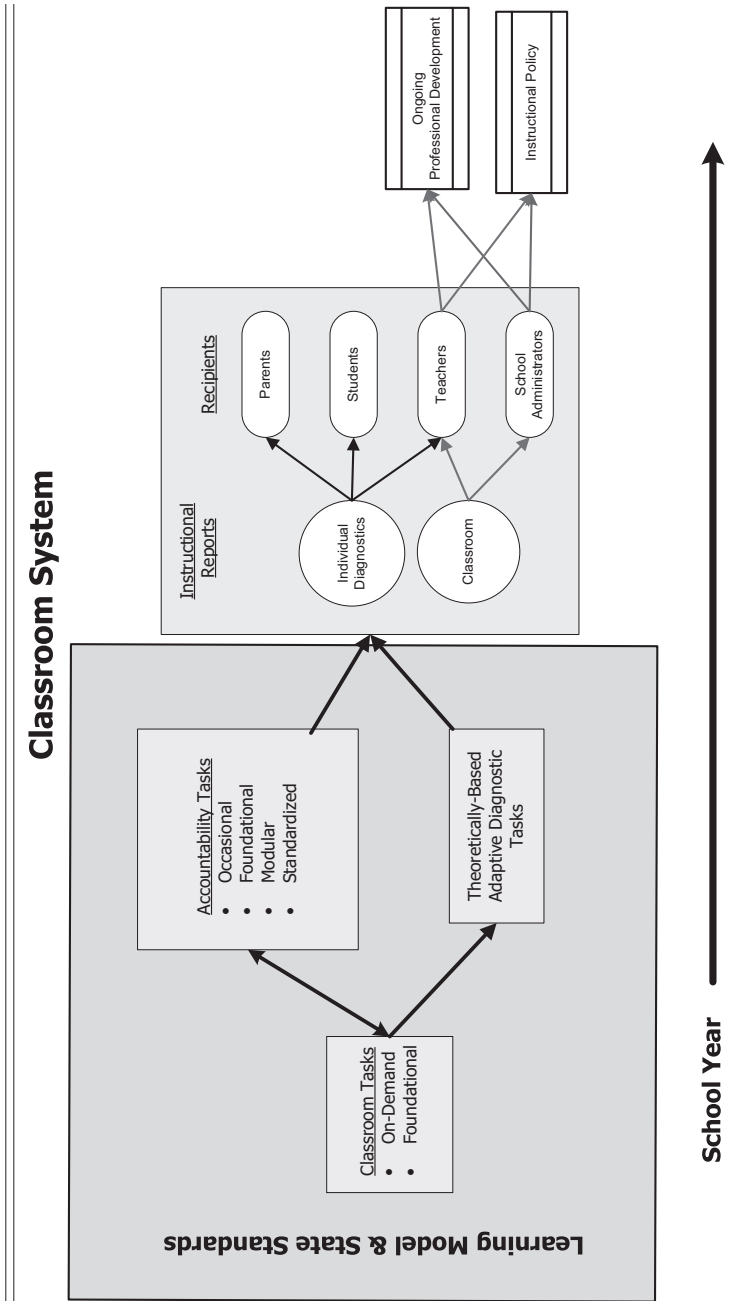 Classroom System
Learning Model & State Standards
Classroom Tasks
• On-Demand
• Foundational
Accountability Tasks
• Occasional
• Foundational
• Modular
• Standardized
Theoretically-Based
Adaptive Diagnostic
Tasks
Instructional
Reports
Individual
Diagnostics
Classroom
Recipients
Parents
Students
Teachers
School
Administrators
Ongoing
Professional Development
Instructional Policy
School Year